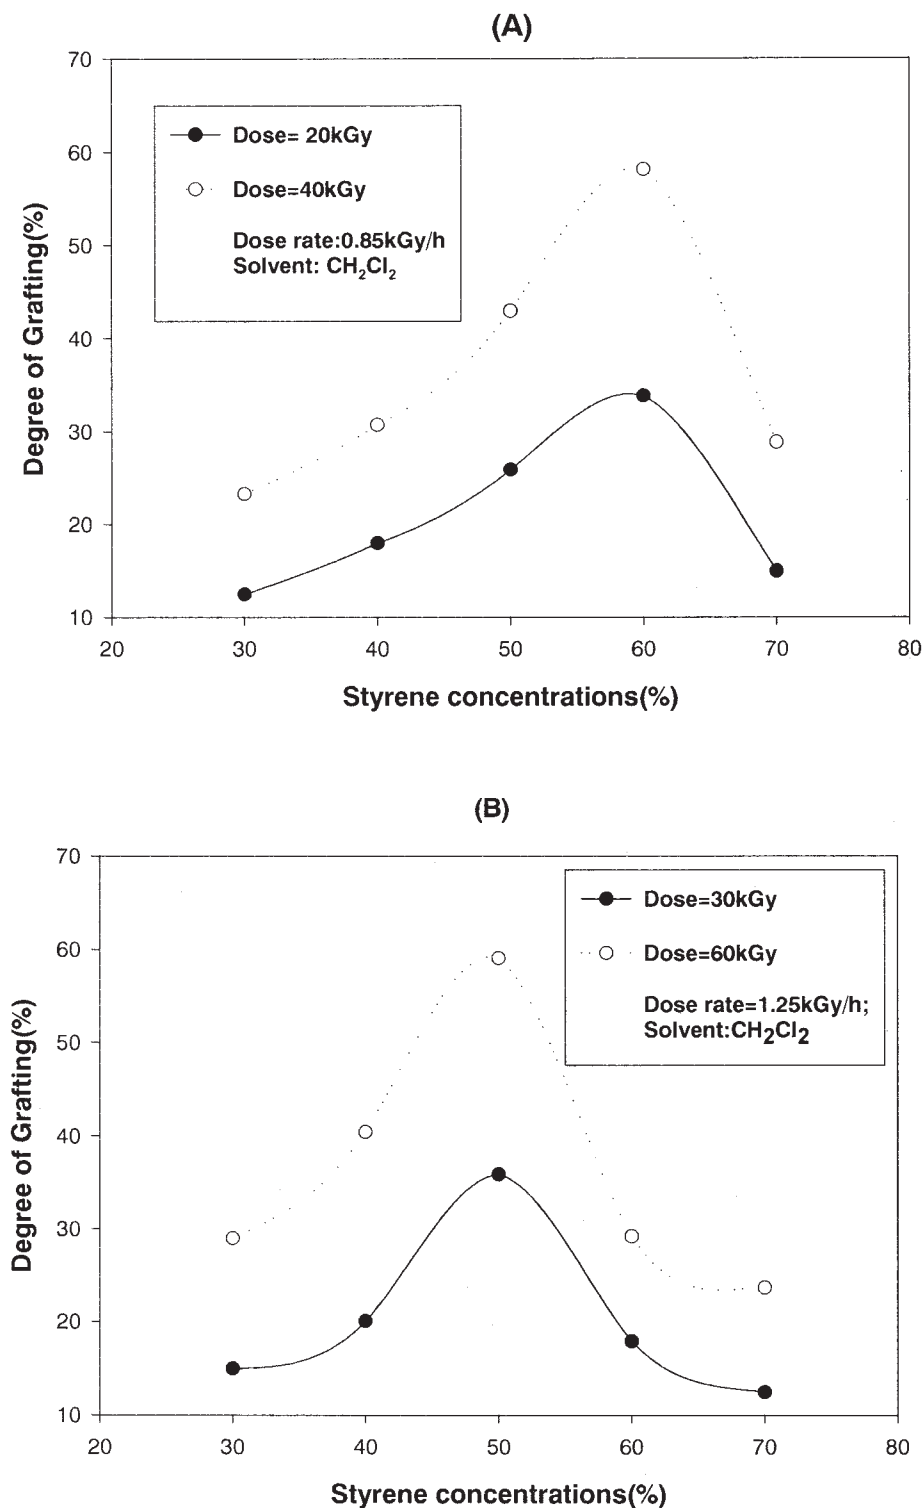 (A)
70
60
50
40
30
20
10
Degree of Grafting(%)
Dose= 20kGy
Dose=40kGy
Dose rate:0.85kGy/h
Solvent: CH₂Cl₂
20 30 40 50 60 70 80
Styrene concentrations(%)
(B)
70
60
50
40
30
20
10
Degree of Grafting(%)
Dose=30kGy
Dose=60kGy
Dose rate=1.25kGy/h;
Solvent:CH₂Cl₂
20 30 40 50 60 70 80
Styrene concentrations(%)